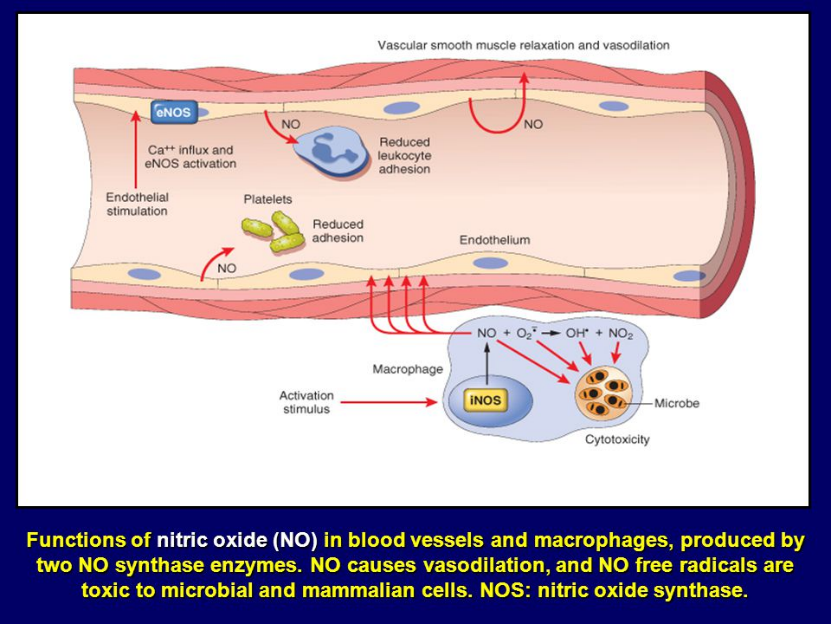 Vascular smooth muscle relaxation and vasodilation
eNOS
NO
NO
Ca++ influx and
eNOS activation
Reduced
leukocyte
adhesion
Endothelial
stimulation
Platelets
Reduced
adhesion
Endothelium
NO
NO + O2•̄ → OH• + NO2
Macrophage
Activation
stimulus
iNOS
Microbe
Cytotoxicity
Functions of nitric oxide (NO) in blood vessels and macrophages, produced by
two NO synthase enzymes. NO causes vasodilation, and NO free radicals are
toxic to microbial and mammalian cells. NOS: nitric oxide synthase.